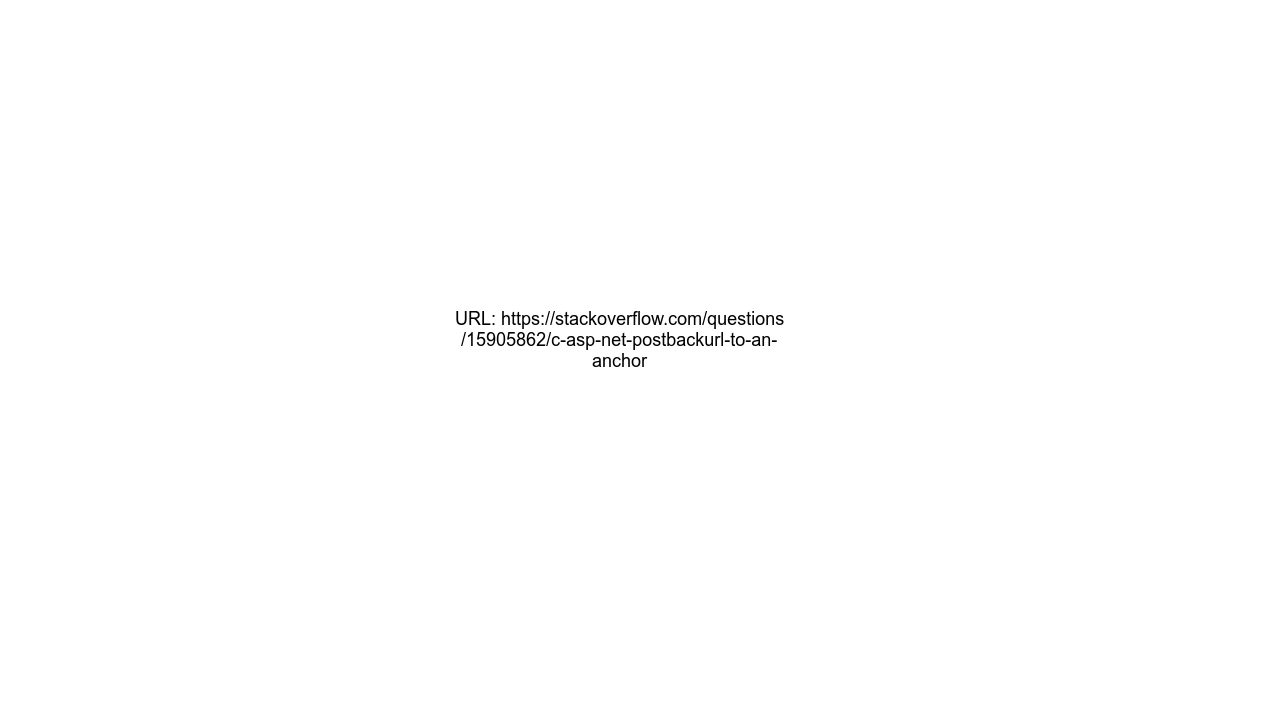 URL: https://stackoverflow.com/questions
/15905862/c-asp-net-postbackurl-to-an-
anchor